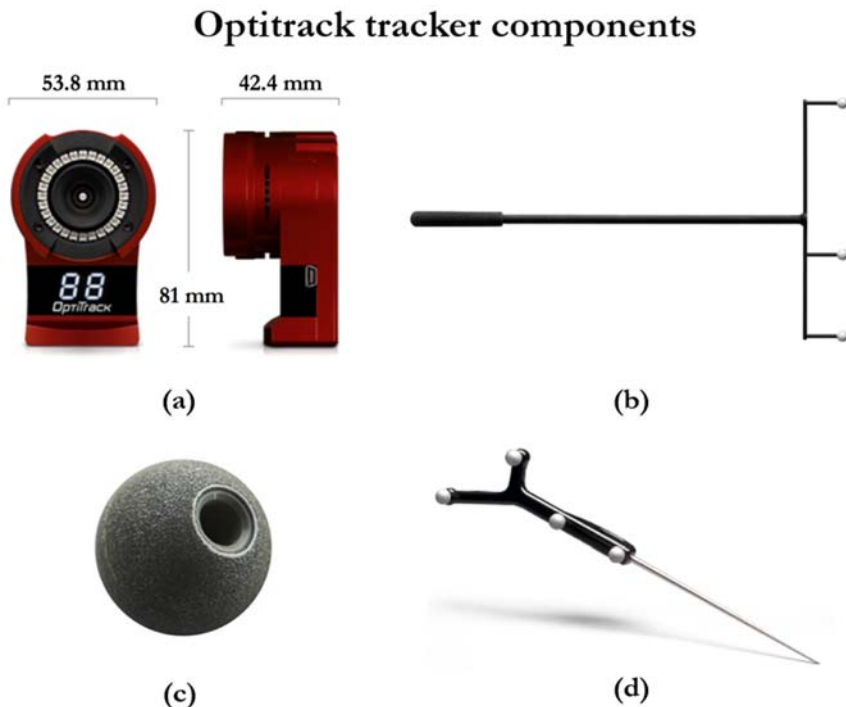 Optitrack tracker components
53.8 mm
42.4 mm
88
OPTITRACK
81 mm
(a)
(b)
(c)
(d)